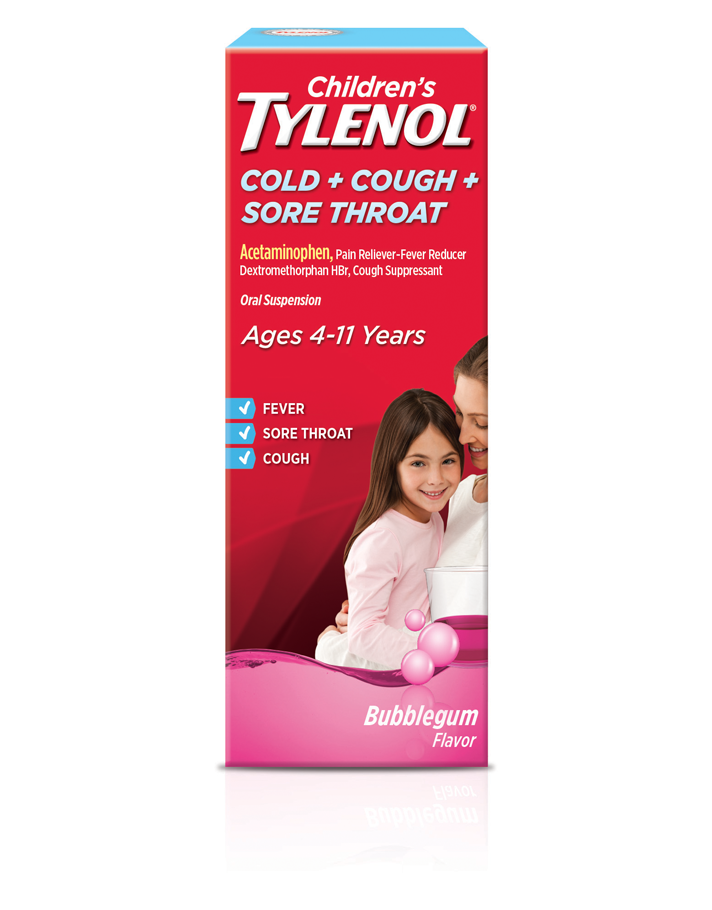 TYLENOL
Children's
TYLENOL®
COLD + COUGH +
SORE THROAT
Acetaminophen, Pain Reliever-Fever Reducer
Dextromethorphan HBr, Cough Suppressant
Oral Suspension
Ages 4-11 Years
FEVER
SORE THROAT
COUGH
Bubblegum
Flavor